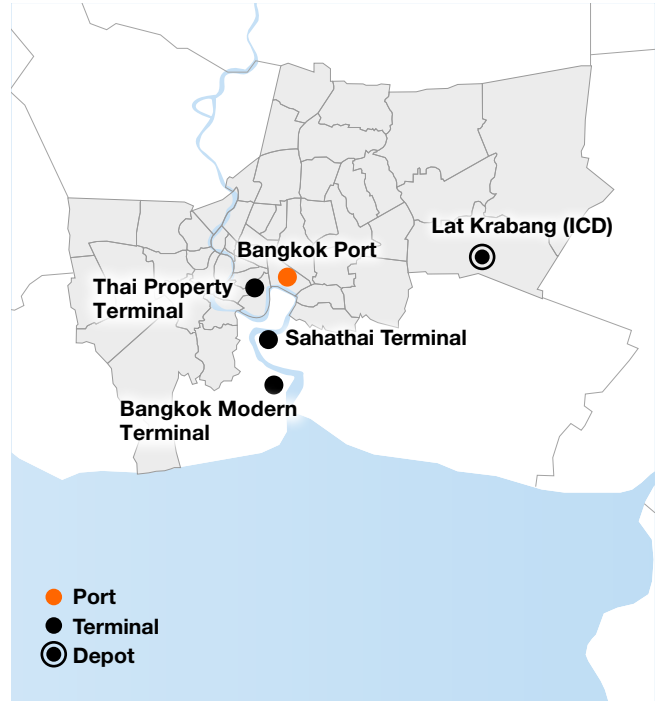 Lat Krabang (ICD)
Bangkok Port
Thai Property
Terminal
Sahathai Terminal
Bangkok Modern
Terminal
Port
Terminal
Depot